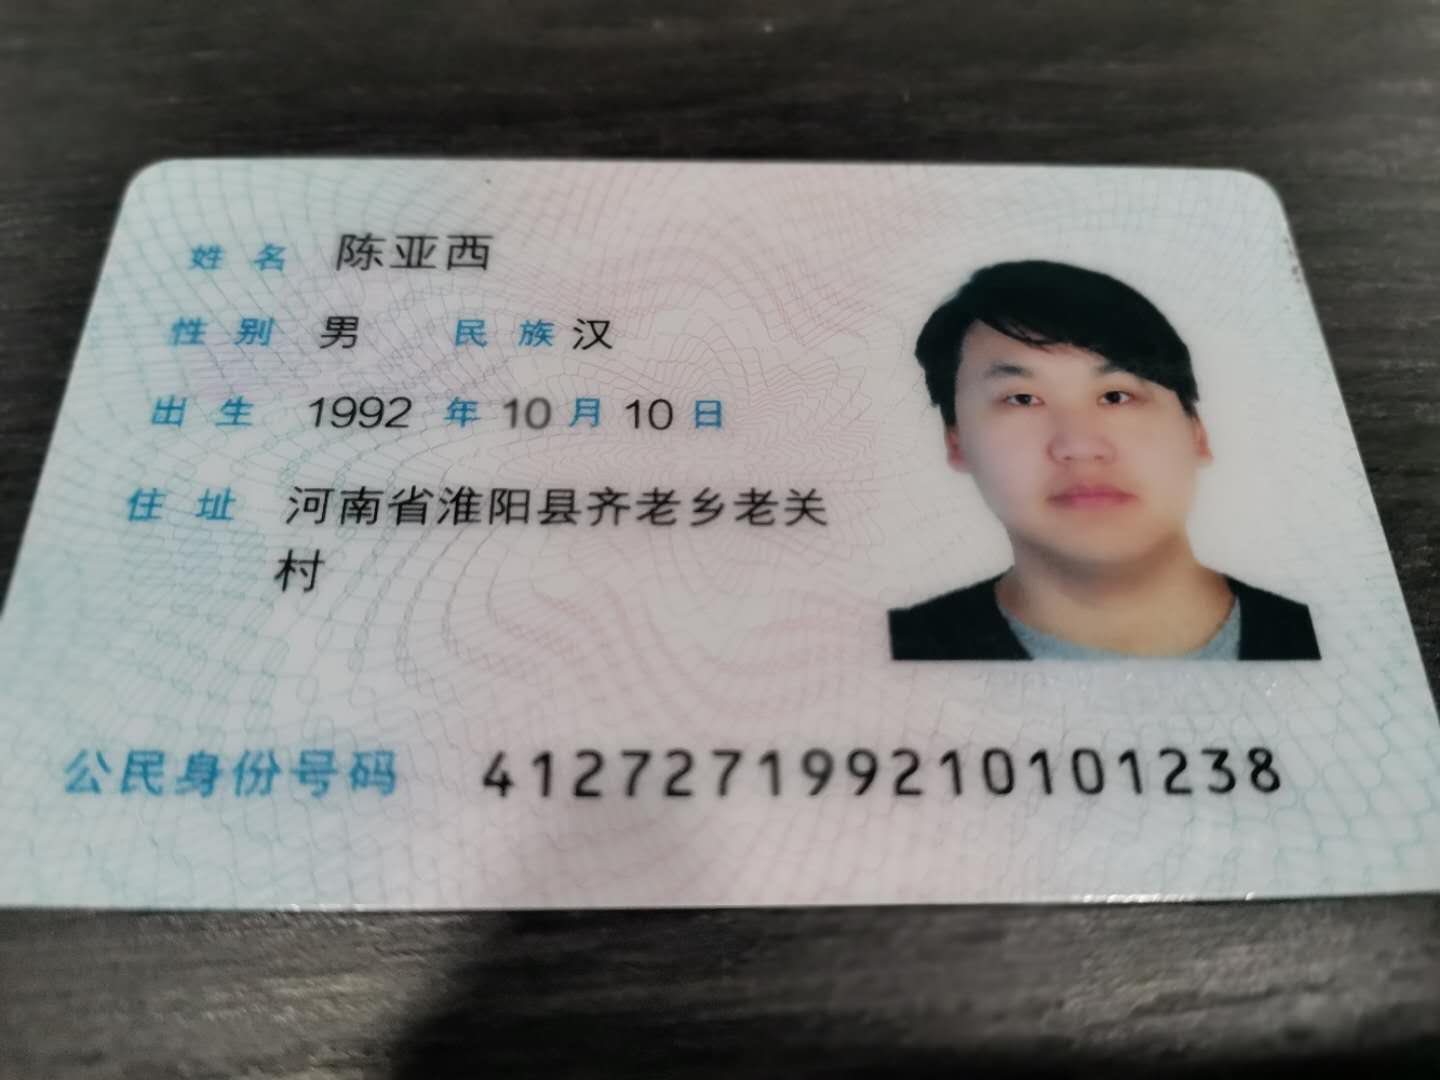 姓名 陈亚西
性别 男 民族 汉
出生 1992 年 10 月 10 日
住址 河南省淮阳县齐老乡老关
村
公民身份号码 412727199210101238